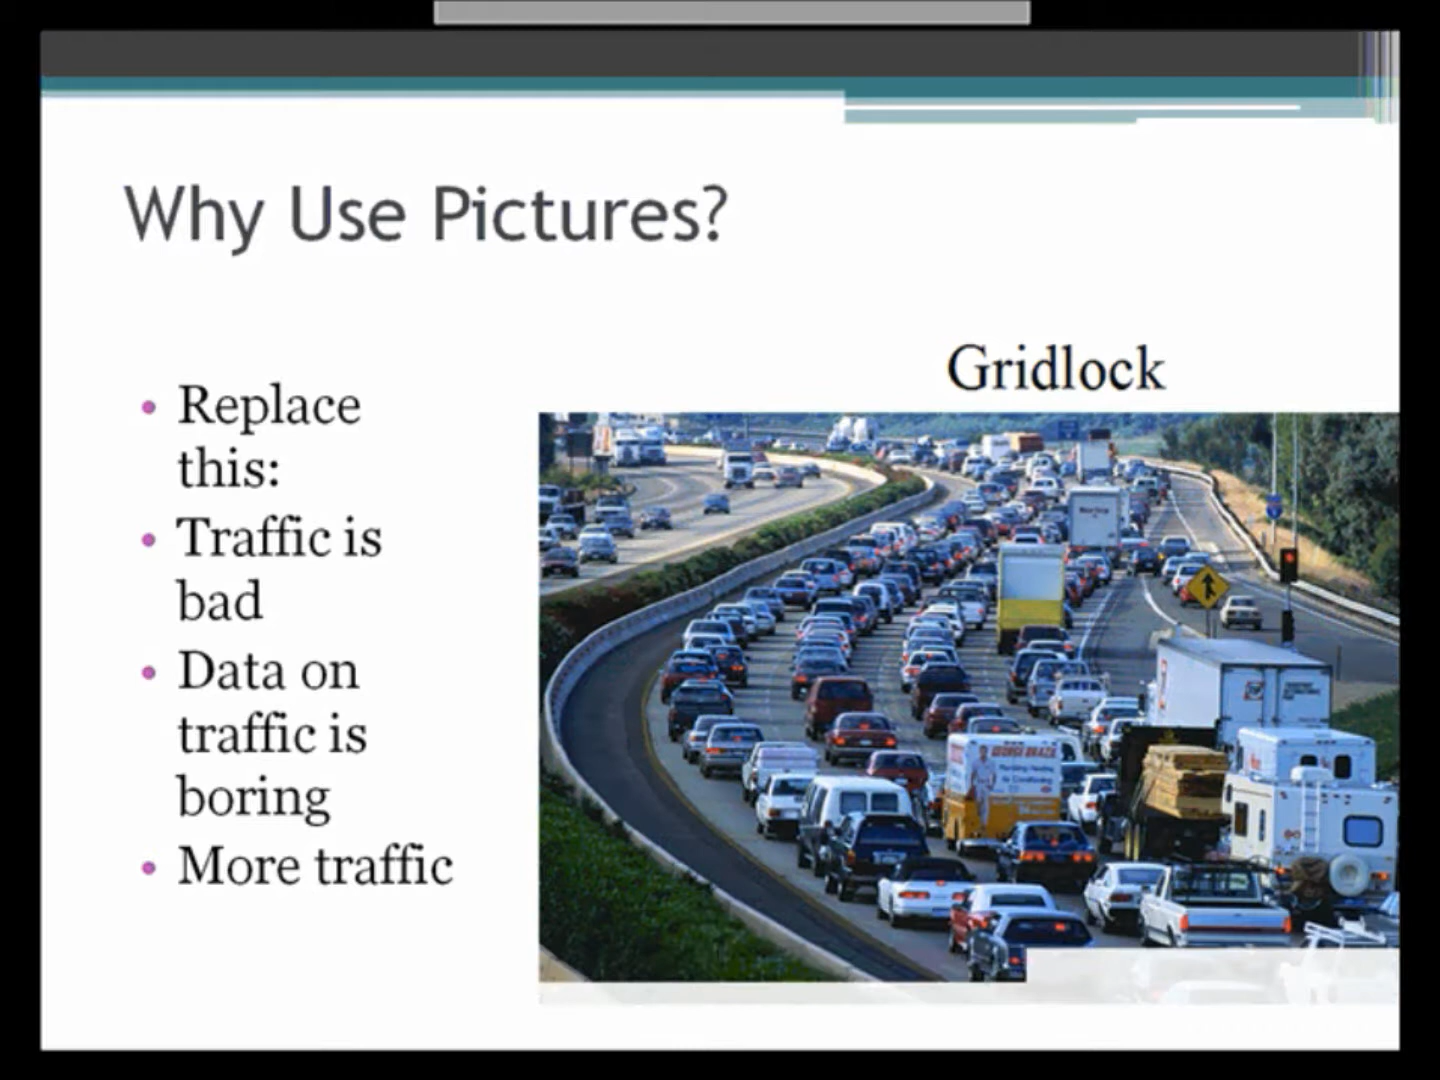 Why Use Pictures?
Replace
this:
Traffic is
bad
Data on
traffic is
boring
More traffic
Gridlock